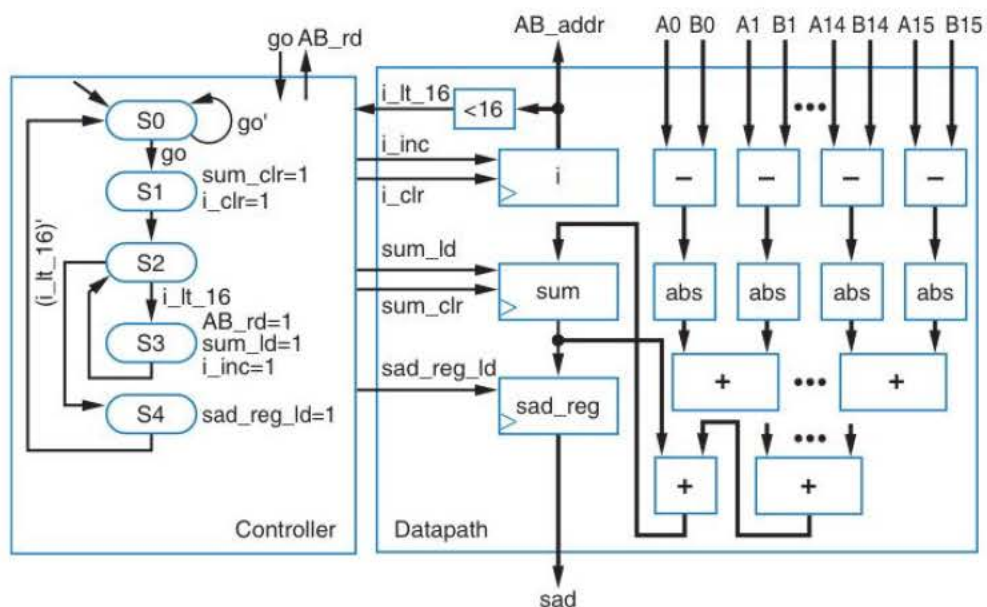 go AB_rd
AB_addr
A0 B0 A1 B1 A14 B14 A15 B15
i_lt_16
<16
•••
S0
go'
go
i_inc
i
− − − −
S1
sum_clr=1
i_clr=1
i_clr
(i_lt_16)'
S2
sum_ld
sum
abs abs abs abs
sum_clr
i_lt_16
S3
AB_rd=1
sum_ld=1
i_inc=1
sad_reg_ld
sad_reg
+ ••• +
S4
sad_reg_ld=1
•••
+ +
Controller
Datapath
sad